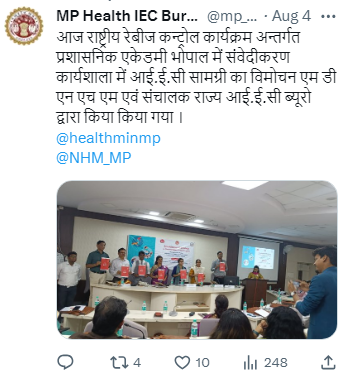 MP Health IEC Bur... @mp_... · Aug 4 ...
आज राष्ट्रीय रेबीज कन्ट्रोल कार्यक्रम अन्तर्गत
प्रशासनिक एकेडमी भोपाल में संवेदीकरण
कार्यशाला में आई.ई.सी सामग्री का विमोचन एम डी
एन एच एम एवं संचालक राज्य आई.ई.सी ब्यूरो
द्वारा किया किया गया ।
@healthminmp
@NHM_MP
4 10 248